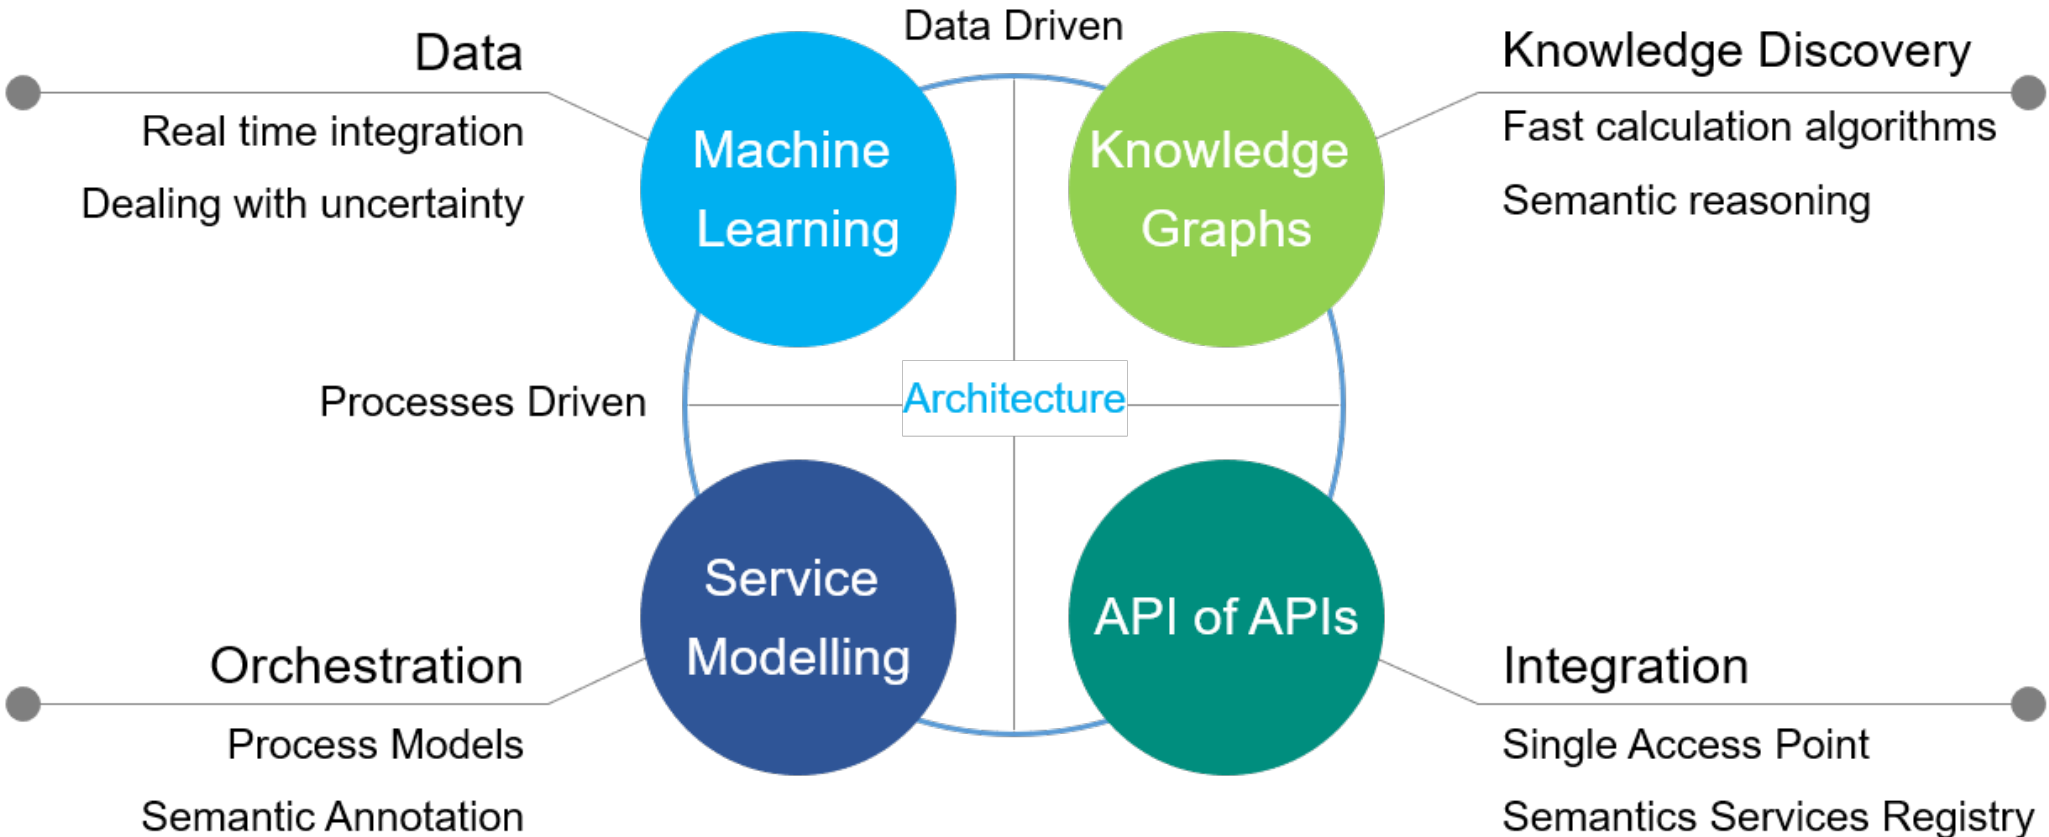 Data Driven
Data
Real time integration
Dealing with uncertainty
Machine
Learning
Knowledge
Graphs
Knowledge Discovery
Fast calculation algorithms
Semantic reasoning
Processes Driven
Architecture
Service
Modelling
API of APIs
Orchestration
Process Models
Semantic Annotation
Integration
Single Access Point
Semantics Services Registry